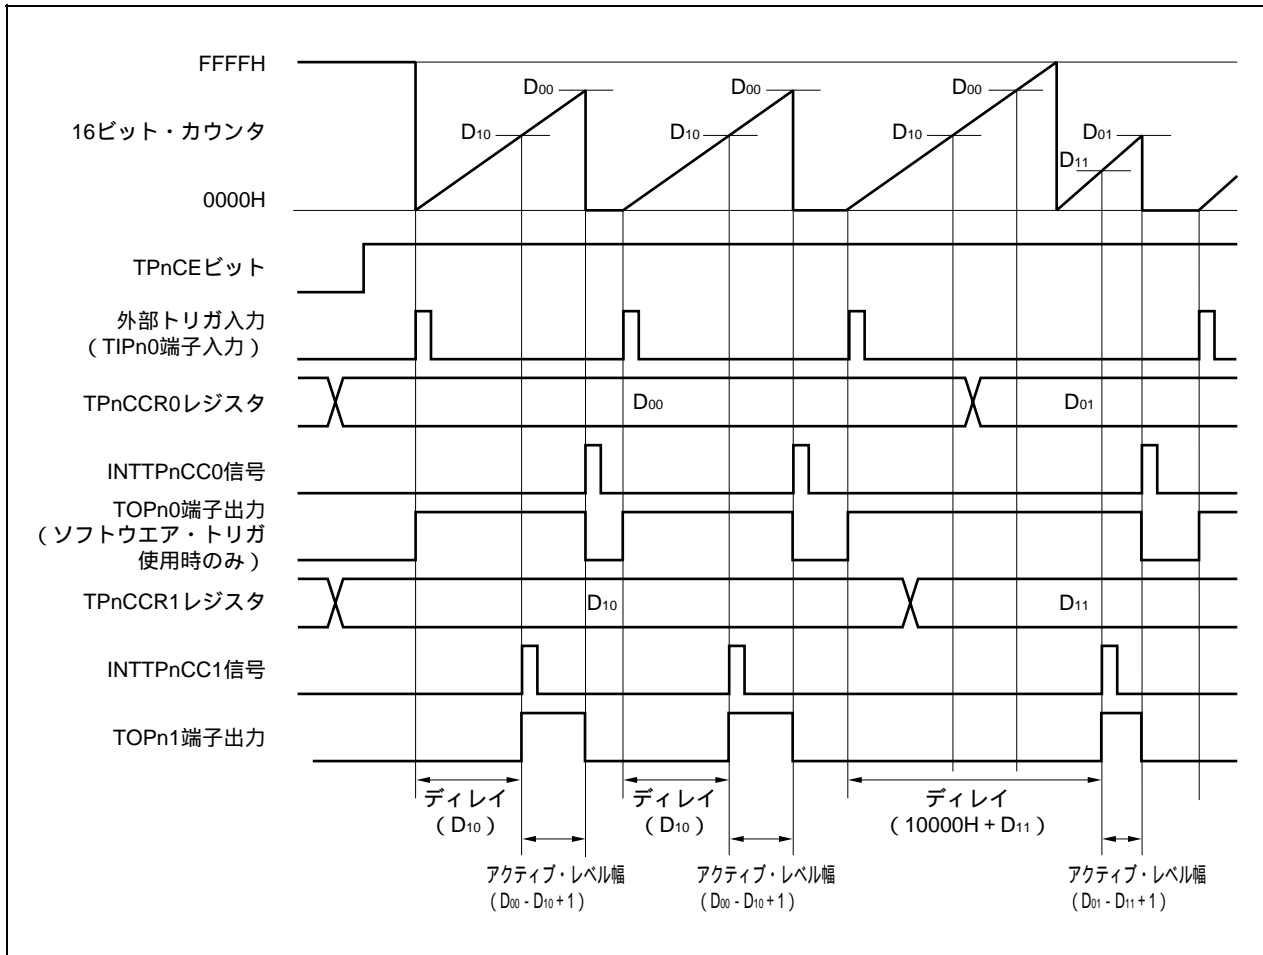 FFFFH
D00
D00
D00
16ビット・カウンタ
D10
D10
D10
D01
D11
0000H
TPnCEビット
外部トリガ入力
（TIPn0端子入力）
TPnCCR0レジスタ
D00
D01
INTTPnCC0信号
TOPn0端子出力
（ソフトウエア・トリガ
使用時のみ）
TPnCCR1レジスタ
D10
D11
INTTPnCC1信号
TOPn1端子出力
ディレイ
（D10）
ディレイ
（D10）
ディレイ
（10000H + D11）
アクティブ・レベル幅
（D00 - D10 + 1）
アクティブ・レベル幅
（D00 - D10 + 1）
アクティブ・レベル幅
（D01 - D11 + 1）